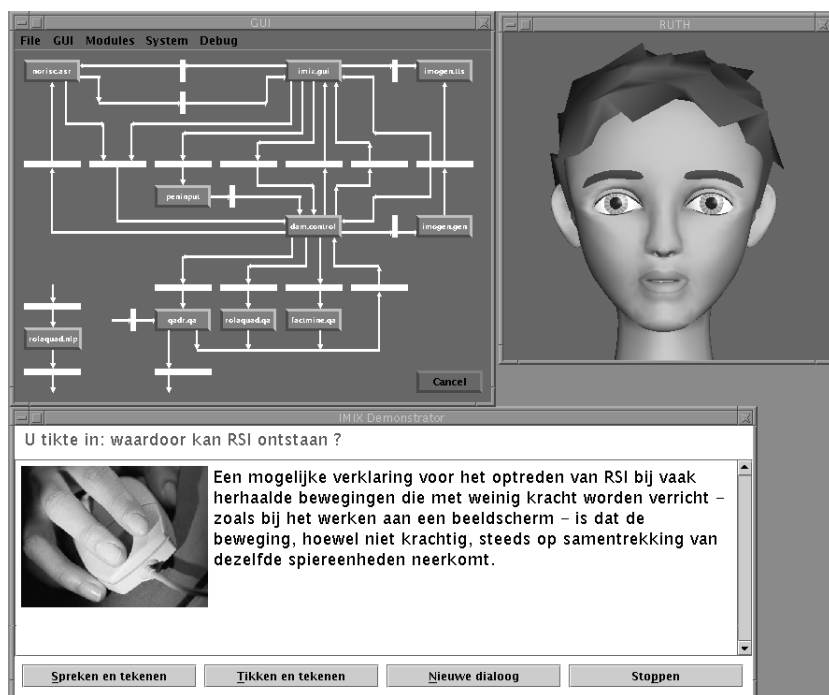 GUI
File GUI Modules System Debug
norisc.asr
imix.gui
imogen.tts
peninput
dam.control
imogen.gen
qadr.qa
rolaquad.qa
factmine.qa
rolaquad.nlp
Cancel
RUTH
IMIX Demonstrator
U tikte in: waardoor kan RSI ontstaan ?
Een mogelijke verklaring voor het optreden van RSI bij vaak
herhaalde bewegingen die met weinig kracht worden verricht –
zoals bij het werken aan een beeldscherm – is dat de
beweging, hoewel niet krachtig, steeds op samentrekking van
dezelfde spiereenheden neerkomt.
Spreken en tekenen
Tikken en tekenen
Nieuwe dialoog
Stoppen